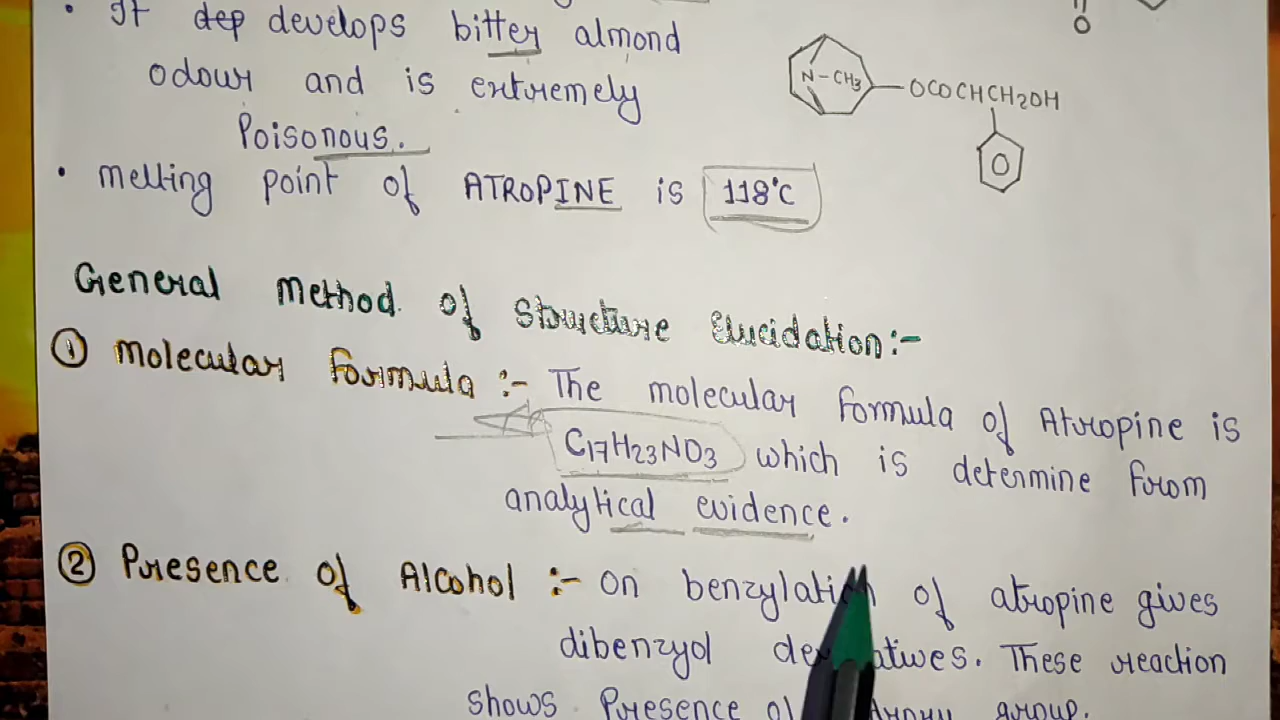 • It dep develops bitter almond
odour and is extremely
Poisonous.
• melting point of ATROPINE is 118°C
O
N-CH3
OCOCHCH2OH
General method of structure Elucidation:-
① Molecular formula :- The molecular formula of Atropine is
C17H23NO3 which is determine from
analytical evidence.
② Presence of Alcohol :- on benzylation of atropine gives
dibenzyol. These reaction
shows Presence group.